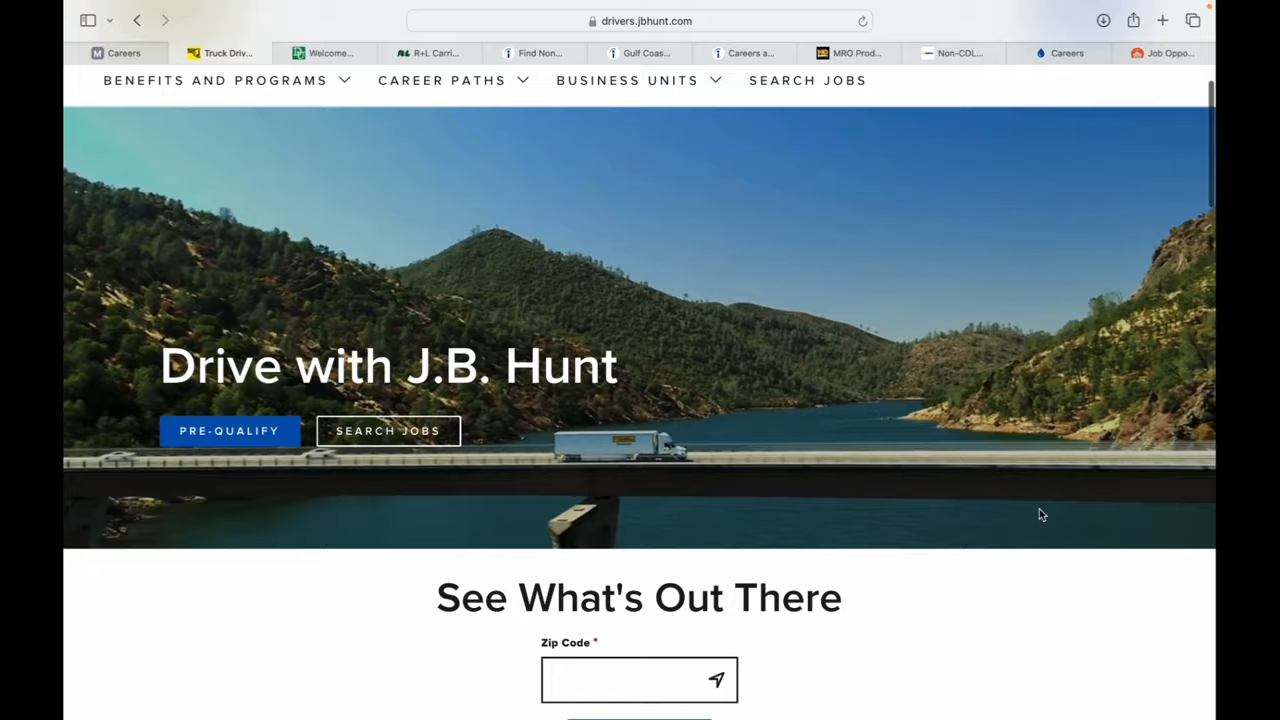 drivers.jbhunt.com
Careers
Truck Driv...
Welcome...
R+L Carri...
Find Non...
Gulf Coas...
Careers a...
MRO Prod...
Non-CDL...
Careers
Job Oppo...
BENEFITS AND PROGRAMS
CAREER PATHS
BUSINESS UNITS
SEARCH JOBS
Drive with J.B. Hunt
PRE-QUALIFY
SEARCH JOBS
See What's Out There
Zip Code *